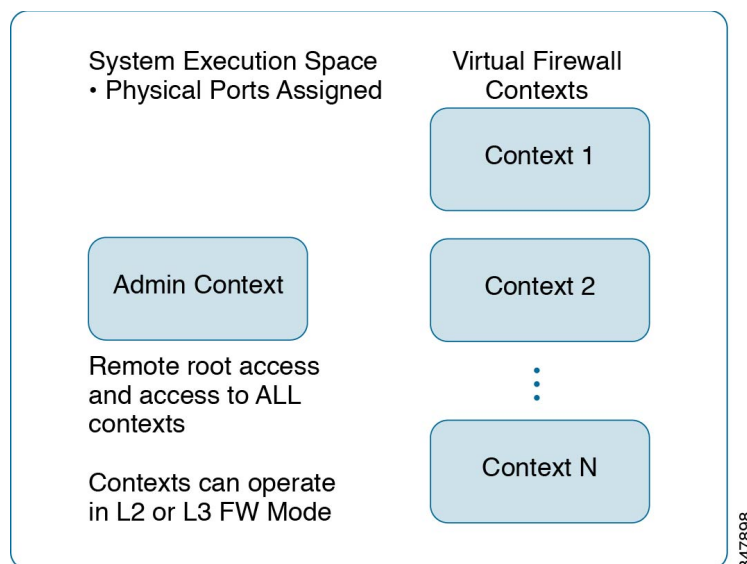 System Execution Space
• Physical Ports Assigned
Virtual Firewall
Contexts
Context 1
Admin Context
Context 2
Remote root access
and access to ALL
contexts
Contexts can operate
in L2 or L3 FW Mode
Context N